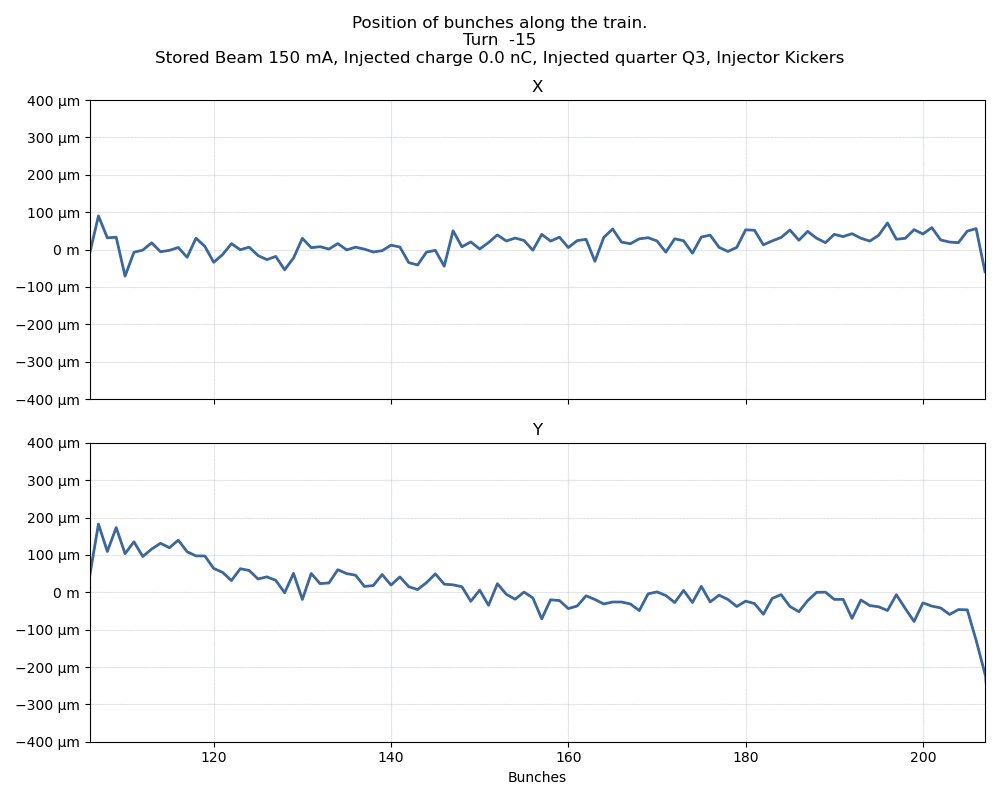 Position of bunches along the train.
Turn  -15
Stored Beam 150 mA, Injected charge 0.0 nC, Injected quarter Q3, Injector Kickers
X
400 µm
300 µm
200 µm
100 µm
0 m
−100 µm
−200 µm
−300 µm
−400 µm
Y
400 µm
300 µm
200 µm
100 µm
0 m
−100 µm
−200 µm
−300 µm
−400 µm
120 140 160 180 200
Bunches